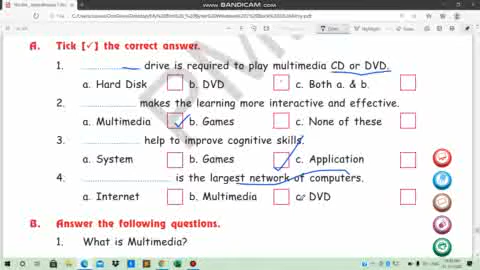 WWW.BANDICAM.COM
A. Tick [✓] the correct answer.
1. ................ drive is required to play multimedia CD or DVD.
a. Hard Disk b. DVD c. Both a. & b.
2. ................ makes the learning more interactive and effective.
a. Multimedia b. Games c. None of these
3. ................ help to improve cognitive skills.
a. System b. Games c. Application
4. ................ is the largest network of computers.
a. Internet b. Multimedia c. DVD
B. Answer the following questions.
1. What is Multimedia?